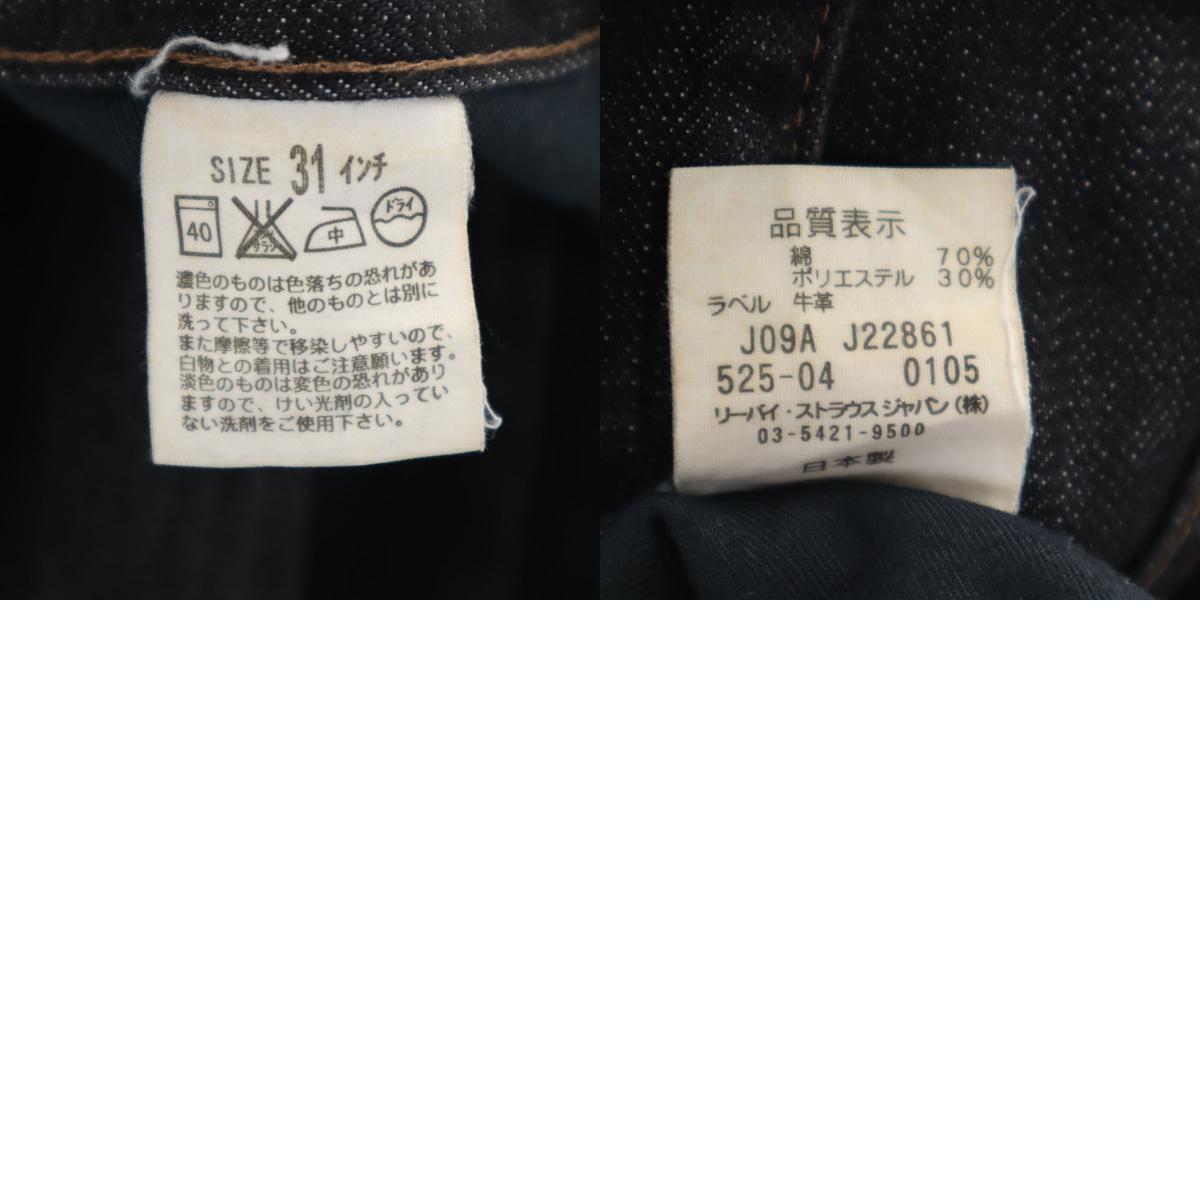 SIZE 31 インチ
40 エンソサラシ 中 ドライ
濃色のものは色落ちの恐れがあ
りますので、他のものとは別に
洗って下さい。
また摩擦等で移染しやすいので、
白物との着用はご注意願います。
淡色のものは変色の恐れがあり
ますので、けい光剤の入ってい
ない洗剤をご使用下さい。
品質表示
綿 70%
ポリエステル 30%
ラベル 牛革
J09A J22861
525-04 0105
リーバイ・ストラウスジャパン(株)
03-5421-9500
日本製